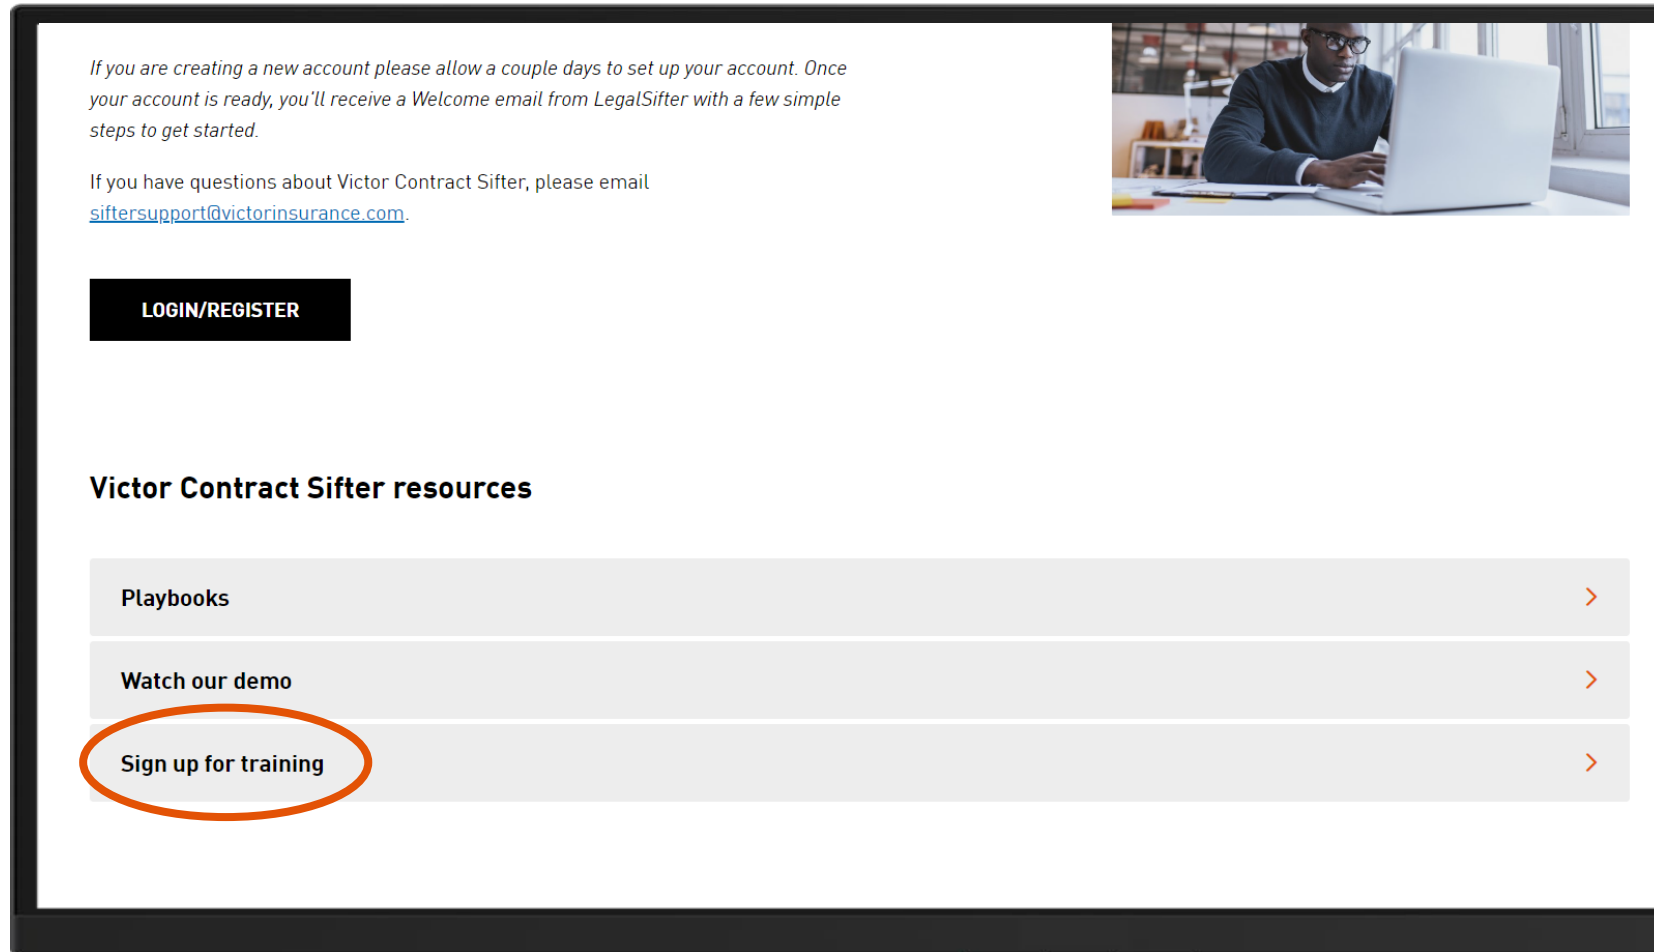 If you are creating a new account please allow a couple days to set up your account. Once
your account is ready, you'll receive a Welcome email from LegalSifter with a few simple
steps to get started.
If you have questions about Victor Contract Sifter, please email
siftersupport@victorinsurance.com.
LOGIN/REGISTER
Victor Contract Sifter resources
Playbooks
Watch our demo
Sign up for training